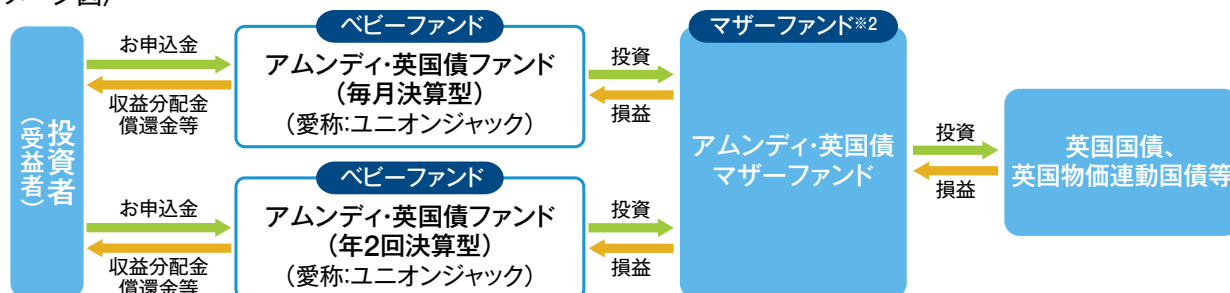 ベビーファンド
マザーファンド※2
お申込金
アムンディ・英国債ファンド
(毎月決算型)
(愛称:ユニオンジャック)
収益分配金
償還金等
投資
損益
投資者
(受益者)
アムンディ・英国債
マザーファンド
投資
損益
英国国債、
英国物価連動国債等
ベビーファンド
お申込金
アムンディ・英国債ファンド
(年2回決算型)
(愛称:ユニオンジャック)
収益分配金
償還金等
投資
損益